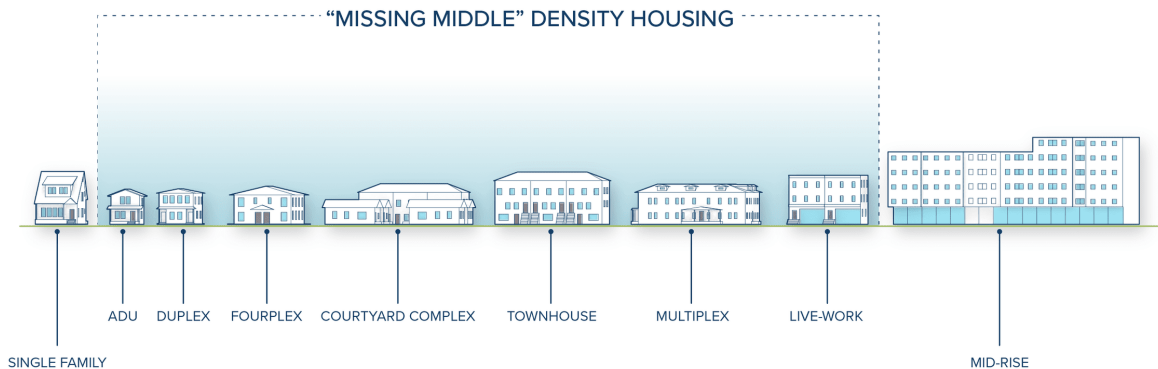 “MISSING MIDDLE” DENSITY HOUSING
ADU
DUPLEX
FOURPLEX
COURTYARD COMPLEX
TOWNHOUSE
MULTIPLEX
LIVE-WORK
SINGLE FAMILY
MID-RISE